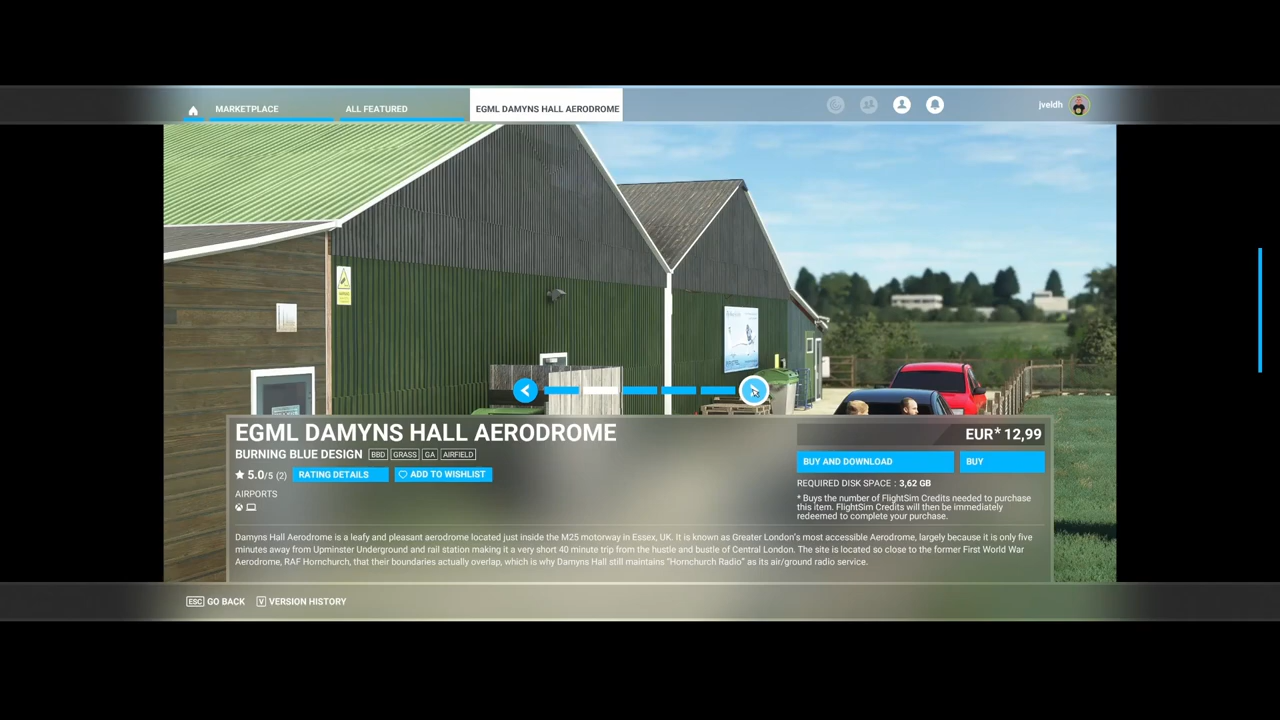 MARKETPLACE
ALL FEATURED
EGML DAMYNS HALL AERODROME
jveldh
EGML DAMYNS HALL AERODROME
EUR* 12,99
BURNING BLUE DESIGN BBD GRASS GA AIRFIELD
BUY AND DOWNLOAD
BUY
5.0/5 (2) RATING DETAILS ADD TO WISHLIST
REQUIRED DISK SPACE : 3,62 GB
AIRPORTS
* Buys the number of FlightSim Credits needed to purchase
this item. FlightSim Credits will then be immediately
redeemed to complete your purchase.
Damyns Hall Aerodrome is a leafy and pleasant aerodrome located just inside the M25 motorway in Essex, UK. It is known as Greater London's most accessible Aerodrome, largely because it is only five
minutes away from Upminster Underground and rail station making it a very short 40 minute trip from the hustle and bustle of Central London. The site is located so close to the former First World War
Aerodrome, RAF Hornchurch, that their boundaries actually overlap, which is why Damyns Hall still maintains "Hornchurch Radio" as its air/ground radio service.
ESC GO BACK V VERSION HISTORY